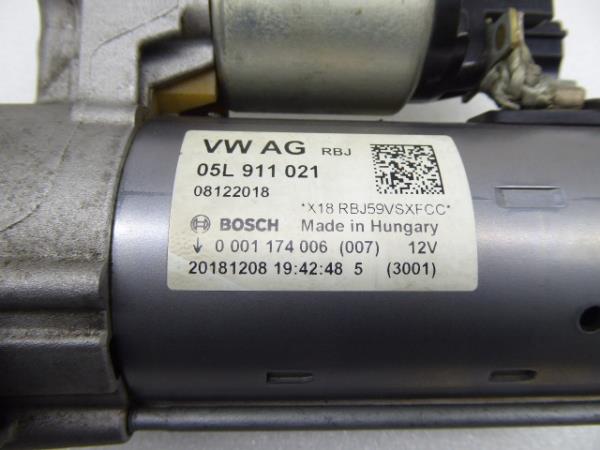 VW AG RBJ
05L 911 021
08122018
*X18 RBJ59VSXFCC*
BOSCH Made in Hungary
0 001 174 006 (007) 12V
20181208 19:42:48 5 (3001)